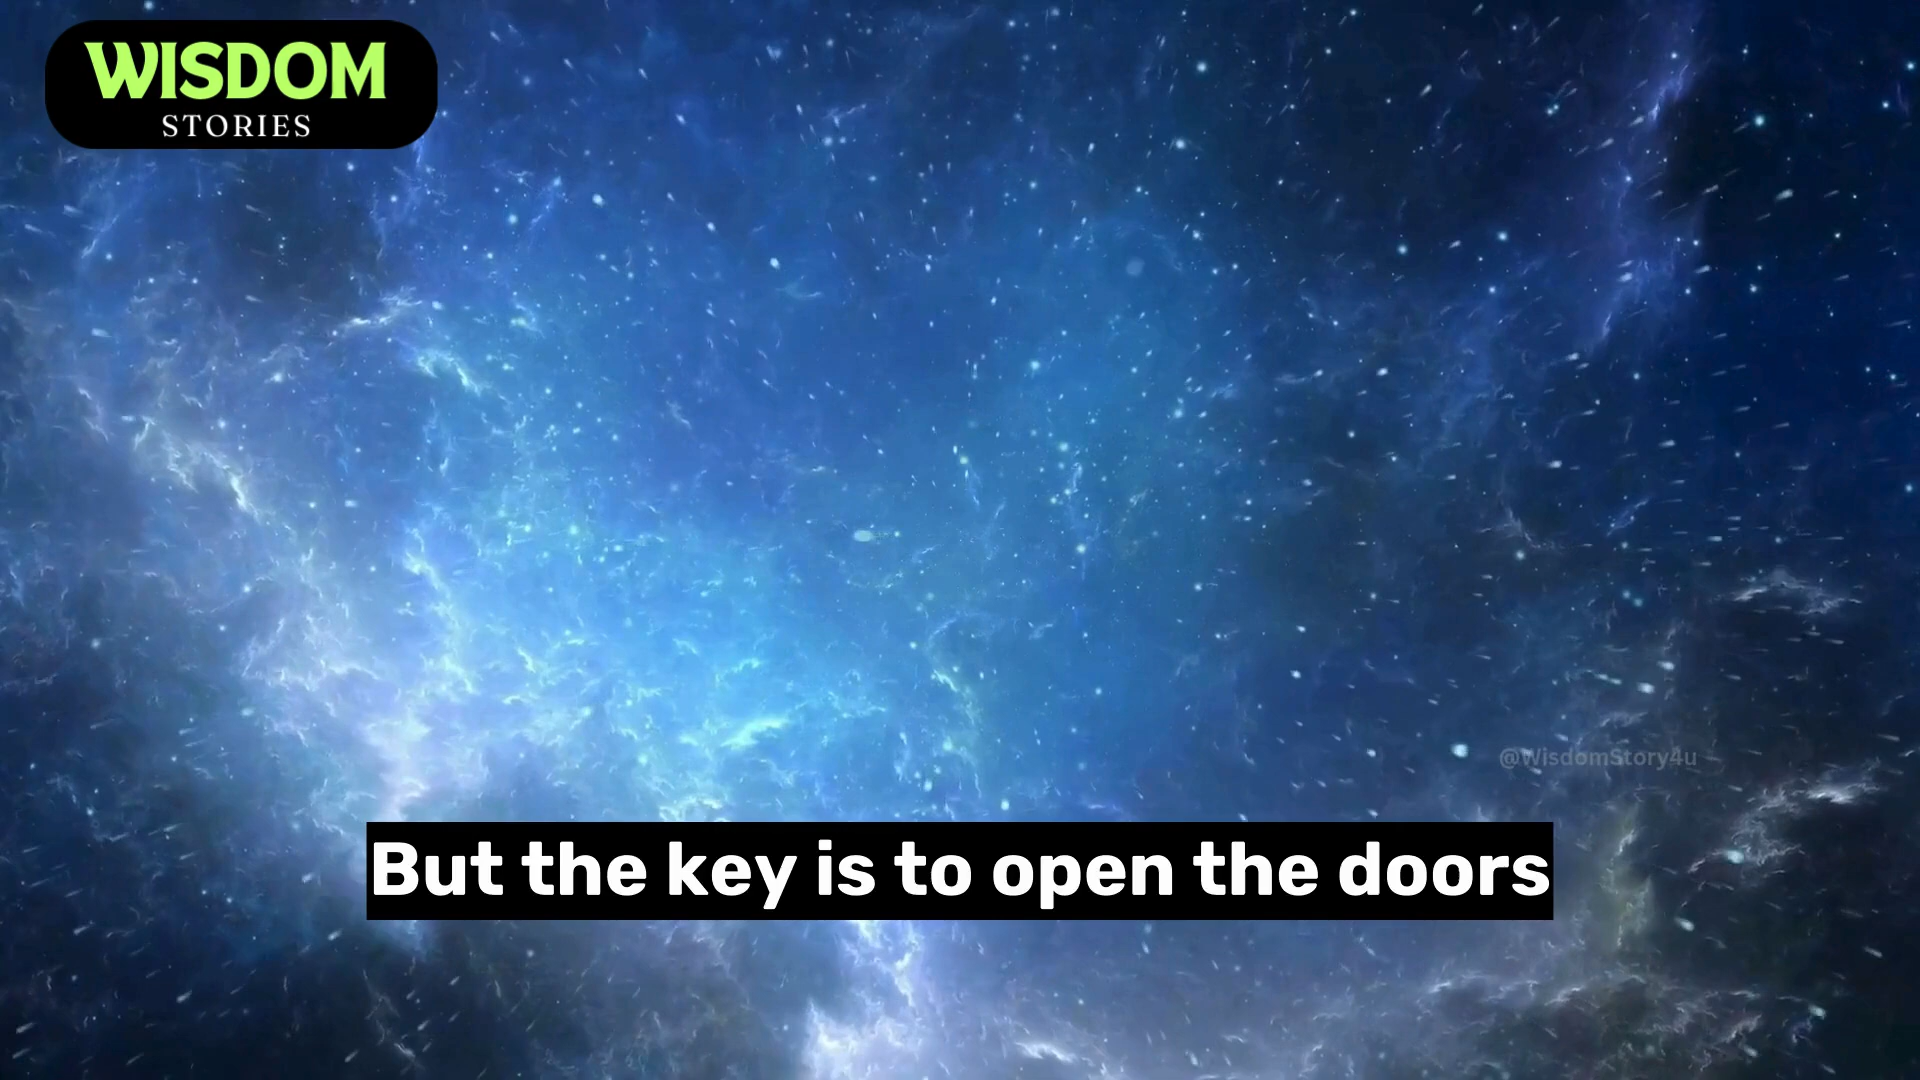 WISDOM
STORIES
@WisdomStory4u
But the key is to open the doors